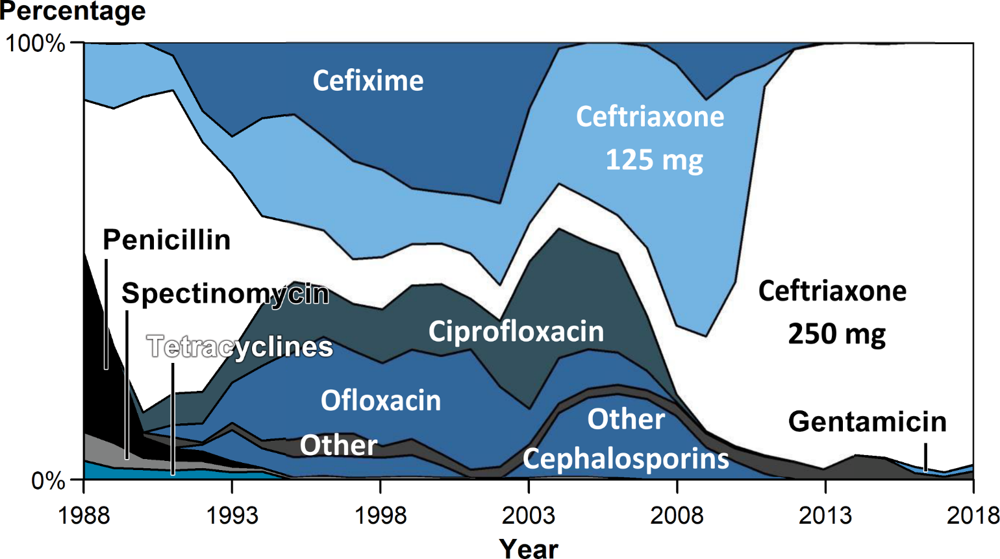 Percentage
100%
Cefixime
Ceftriaxone
125 mg
Penicillin
Spectinomycin
Ceftriaxone
250 mg
Tetracyclines
Ciprofloxacin
Ofloxacin
Other
Other
Cephalosporins
Gentamicin
0%
1988 1993 1998 2003 2008 2013 2018
Year